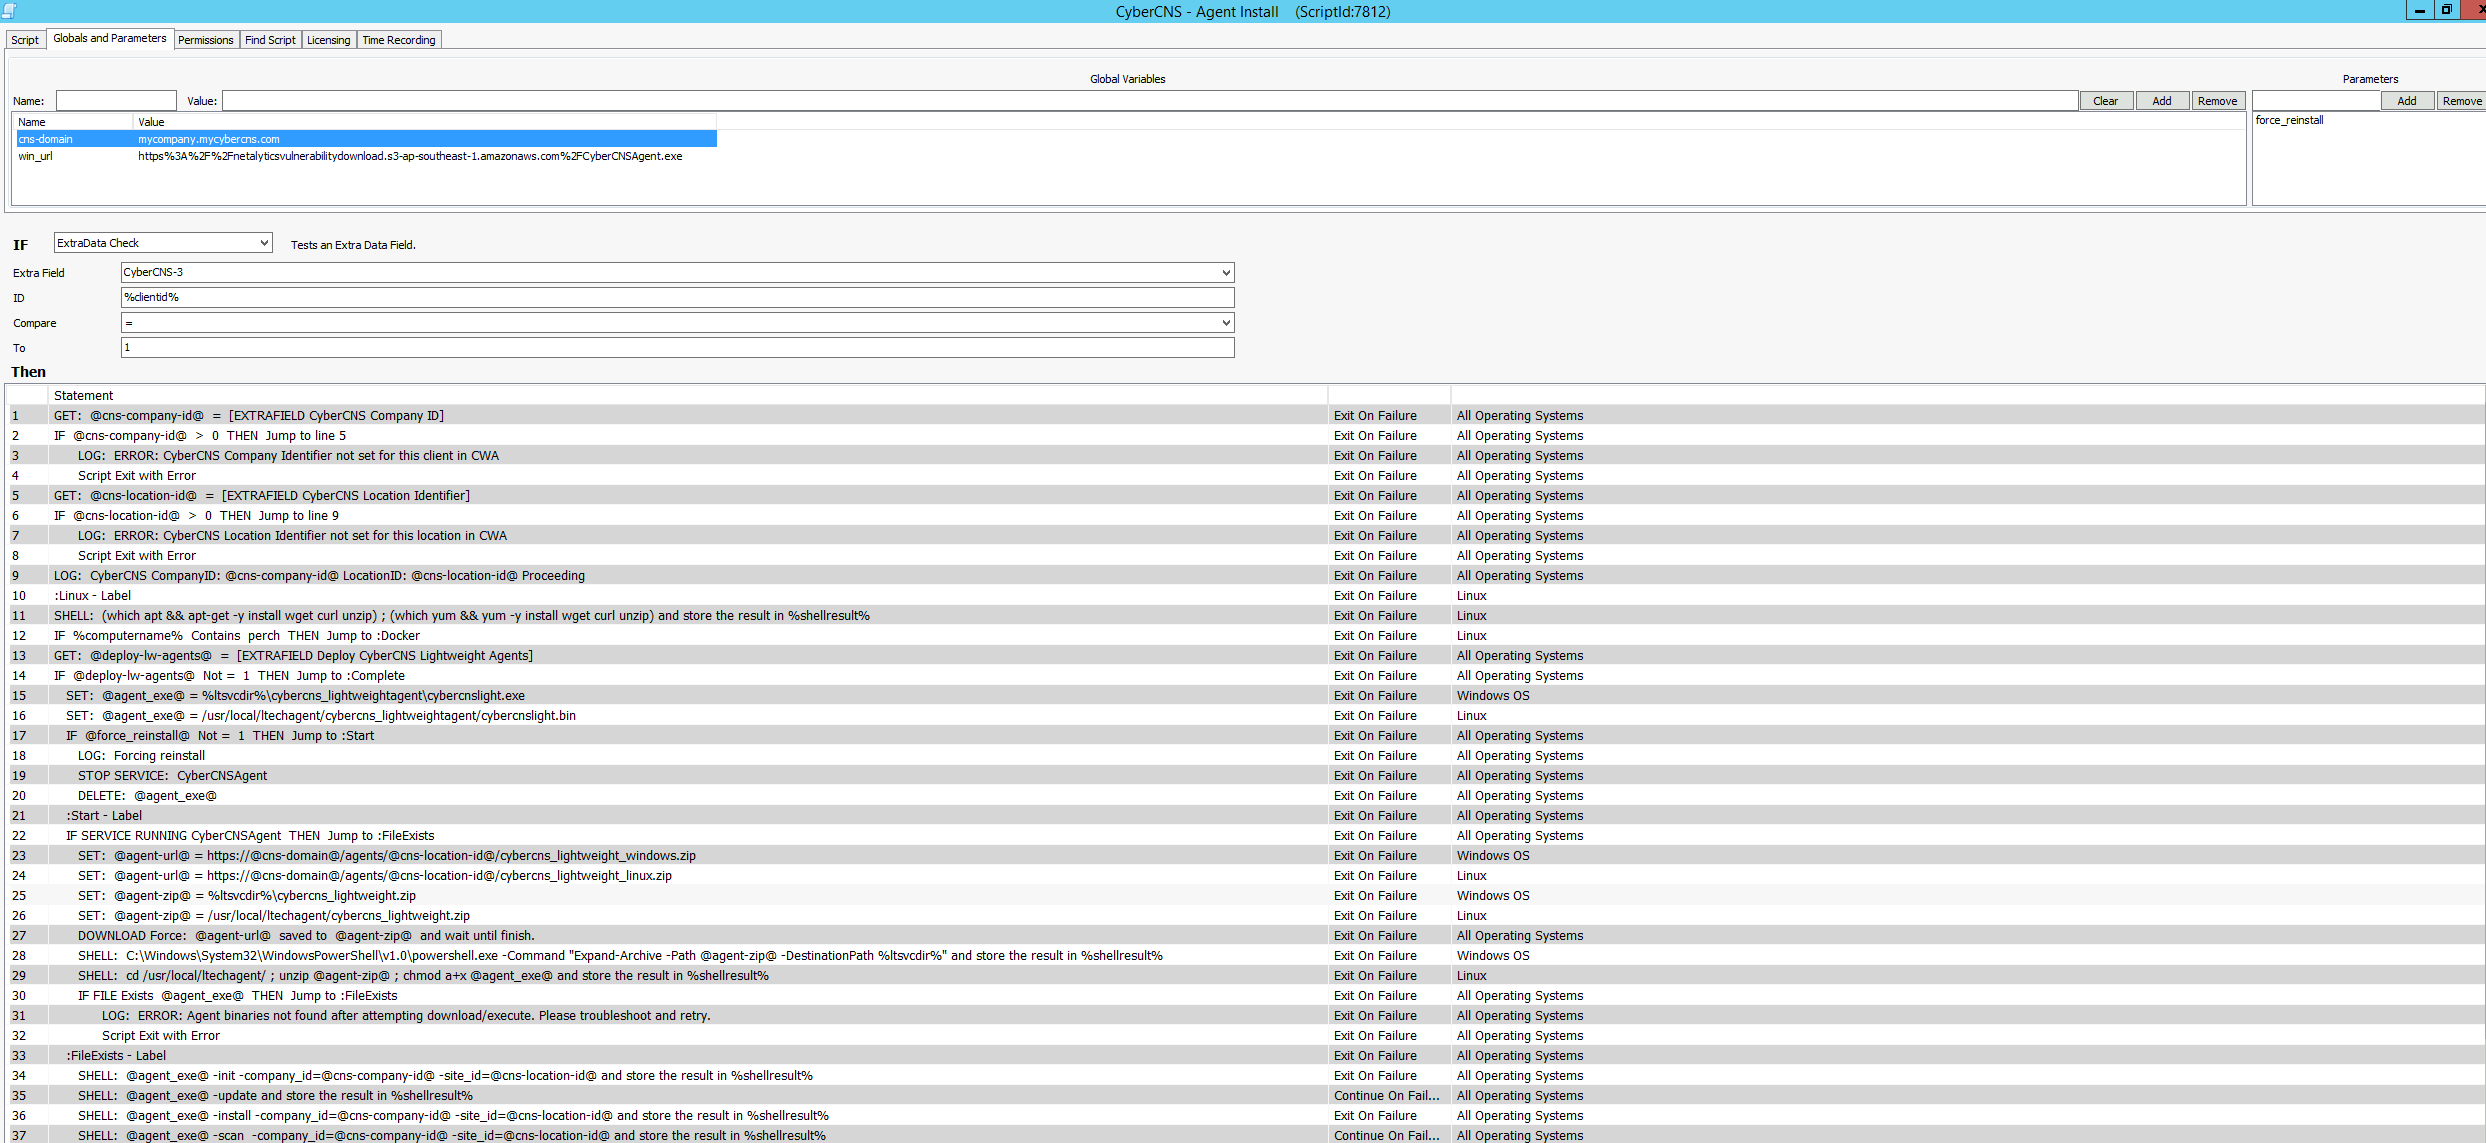 CyberCNS - Agent Install (ScriptId:7812)
Script Globals and Parameters Permissions Find Script Licensing Time Recording
Global Variables Parameters
Name: Value: Clear Add Remove Add Remove
Name Value force_reinstall
cns-domain mycompany.mycybercns.com
win_url https%3A%2F%2Fnetalyticsvulnerabilitydownload.s3-ap-southeast-1.amazonaws.com%2FCyberCNSAgent.exe
IF ExtraData Check Tests an Extra Data Field.
Extra Field CyberCNS-3
ID %clientid%
Compare =
To 1
Then
Statement
1 GET: @cns-company-id@ = [EXTRAFIELD CyberCNS Company ID] Exit On Failure All Operating Systems
2 IF @cns-company-id@ > 0 THEN Jump to line 5 Exit On Failure All Operating Systems
3 LOG: ERROR: CyberCNS Company Identifier not set for this client in CWA Exit On Failure All Operating Systems
4 Script Exit with Error Exit On Failure All Operating Systems
5 GET: @cns-location-id@ = [EXTRAFIELD CyberCNS Location Identifier] Exit On Failure All Operating Systems
6 IF @cns-location-id@ > 0 THEN Jump to line 9 Exit On Failure All Operating Systems
7 LOG: ERROR: CyberCNS Location Identifier not set for this location in CWA Exit On Failure All Operating Systems
8 Script Exit with Error Exit On Failure All Operating Systems
9 LOG: CyberCNS CompanyID: @cns-company-id@ LocationID: @cns-location-id@ Proceeding Exit On Failure All Operating Systems
10 :Linux - Label Exit On Failure Linux
11 SHELL: (which apt && apt-get -y install wget curl unzip) ; (which yum && yum -y install wget curl unzip) and store the result in %shellresult% Exit On Failure Linux
12 IF %computername% Contains perch THEN Jump to :Docker Exit On Failure Linux
13 GET: @deploy-lw-agents@ = [EXTRAFIELD Deploy CyberCNS Lightweight Agents] Exit On Failure All Operating Systems
14 IF @deploy-lw-agents@ Not = 1 THEN Jump to :Complete Exit On Failure All Operating Systems
15 SET: @agent_exe@ = %ltsvcdir%\cybercns_lightweightagent\cybercnslight.exe Exit On Failure Windows OS
16 SET: @agent_exe@ = /usr/local/ltechagent/cybercns_lightweightagent/cybercnslight.bin Exit On Failure Linux
17 IF @force_reinstall@ Not = 1 THEN Jump to :Start Exit On Failure All Operating Systems
18 LOG: Forcing reinstall Exit On Failure All Operating Systems
19 STOP SERVICE: CyberCNSAgent Exit On Failure All Operating Systems
20 DELETE: @agent_exe@ Exit On Failure All Operating Systems
21 :Start - Label Exit On Failure All Operating Systems
22 IF SERVICE RUNNING CyberCNSAgent THEN Jump to :FileExists Exit On Failure All Operating Systems
23 SET: @agent-url@ = https://@cns-domain@/agents/@cns-location-id@/cybercns_lightweight_windows.zip Exit On Failure Windows OS
24 SET: @agent-url@ = https://@cns-domain@/agents/@cns-location-id@/cybercns_lightweight_linux.zip Exit On Failure Linux
25 SET: @agent-zip@ = %ltsvcdir%\cybercns_lightweight.zip Exit On Failure Windows OS
26 SET: @agent-zip@ = /usr/local/ltechagent/cybercns_lightweight.zip Exit On Failure Linux
27 DOWNLOAD Force: @agent-url@ saved to @agent-zip@ and wait until finish. Exit On Failure All Operating Systems
28 SHELL: C:\Windows\System32\WindowsPowerShell\v1.0\powershell.exe -Command "Expand-Archive -Path @agent-zip@ -DestinationPath %ltsvcdir%" and store the result in %shellresult% Exit On Failure Windows OS
29 SHELL: cd /usr/local/ltechagent/ ; unzip @agent-zip@ ; chmod a+x @agent_exe@ and store the result in %shellresult% Exit On Failure Linux
30 IF FILE Exists @agent_exe@ THEN Jump to :FileExists Exit On Failure All Operating Systems
31 LOG: ERROR: Agent binaries not found after attempting download/execute. Please troubleshoot and retry. Exit On Failure All Operating Systems
32 Script Exit with Error Exit On Failure All Operating Systems
33 :FileExists - Label Exit On Failure All Operating Systems
34 SHELL: @agent_exe@ -init -company_id=@cns-company-id@ -site_id=@cns-location-id@ and store the result in %shellresult% Exit On Failure All Operating Systems
35 SHELL: @agent_exe@ -update and store the result in %shellresult% Continue On Fail... All Operating Systems
36 SHELL: @agent_exe@ -install -company_id=@cns-company-id@ -site_id=@cns-location-id@ and store the result in %shellresult% Exit On Failure All Operating Systems
37 SHELL: @agent_exe@ -scan -company_id=@cns-company-id@ -site_id=@cns-location-id@ and store the result in %shellresult% Continue On Fail... All Operating Systems